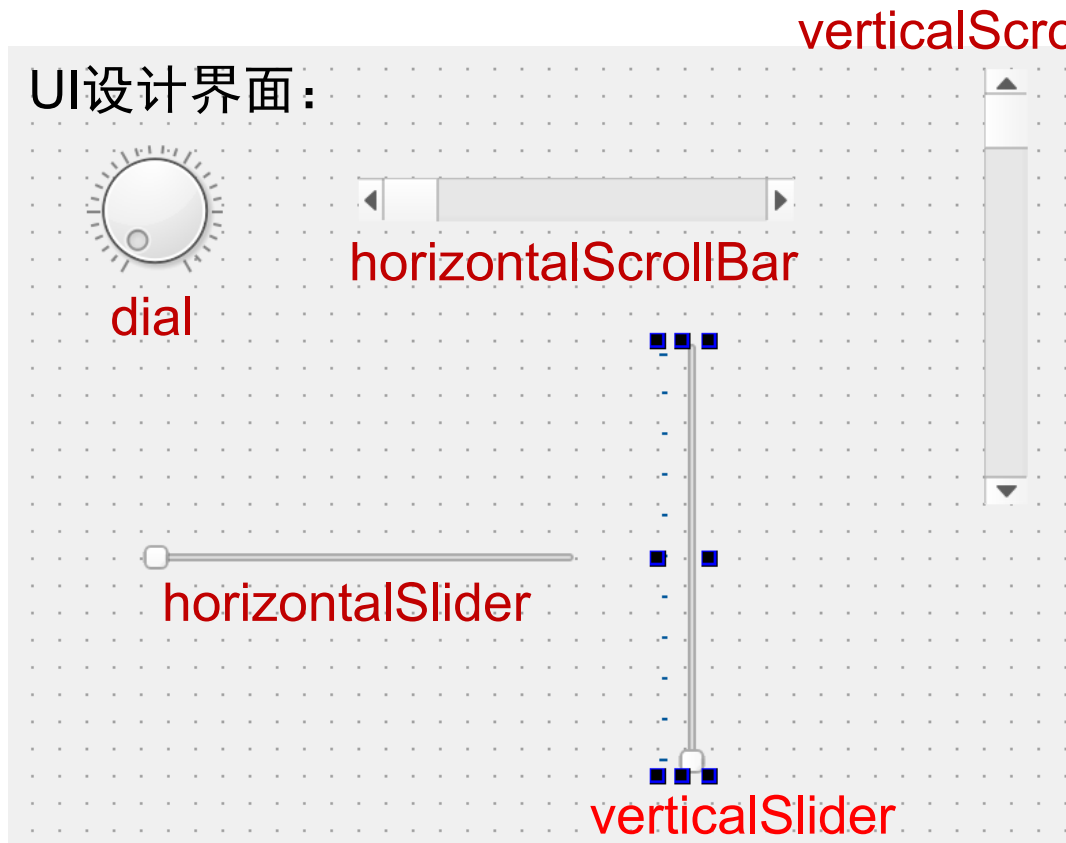 verticalScro
UI设计界面：
horizontalScrollBar
dial
horizontalSlider
verticalSlider